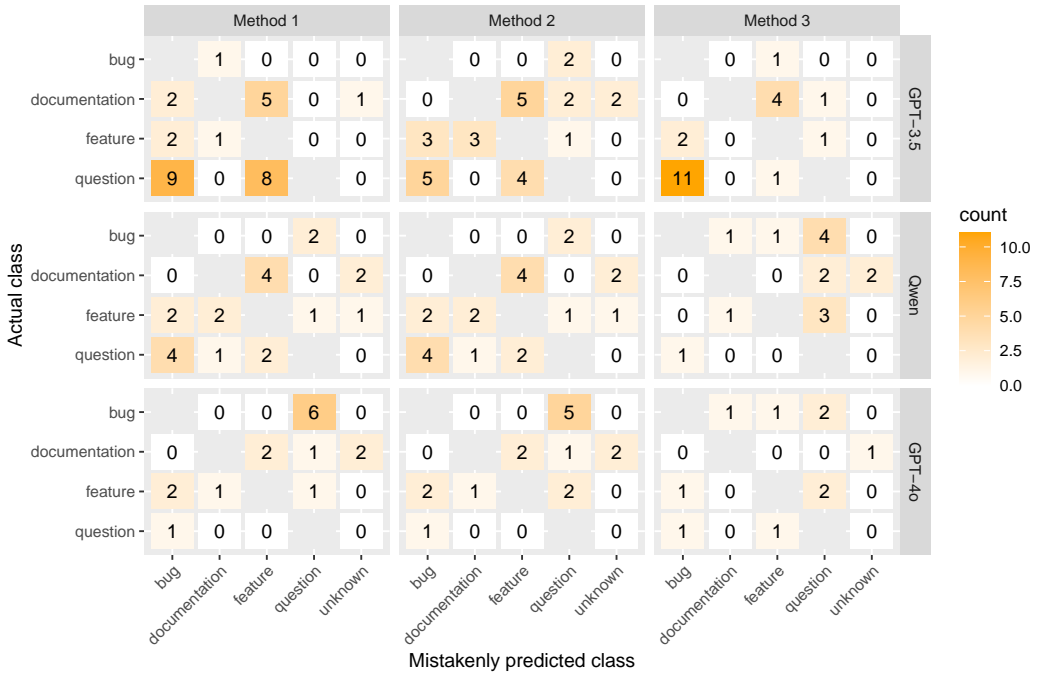 Method 1 Method 2 Method 3
bug 1 0 0 0 0 0 2 0 0 1 0 0
documentation 2 5 0 1 0 5 2 2 0 4 1 0
feature 2 1 0 0 3 3 1 0 2 0 1 0
question 9 0 8 0 5 0 4 0 11 0 1 0
GPT-3.5
bug 0 0 2 0 0 0 2 0 1 1 4 0
documentation 0 4 0 2 0 4 0 2 0 0 2 2
feature 2 2 1 1 2 2 1 1 0 1 3 0
question 4 1 2 0 4 1 2 0 1 0 0 0
Qwen
bug 0 0 6 0 0 0 5 0 1 1 2 0
documentation 0 2 1 2 0 2 1 2 0 0 0 1
feature 2 1 1 0 2 1 2 0 1 0 2 0
question 1 0 0 0 1 0 0 0 1 0 1 0
GPT-4o
bug documentation feature question unknown bug documentation feature question unknown bug documentation feature question unknown
Mistakenly predicted class
Actual class
count
10.0
7.5
5.0
2.5
0.0